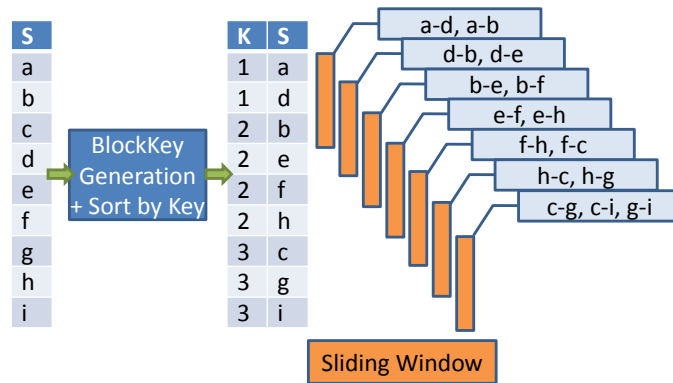 S
a
b
c
d
e
f
g
h
i
BlockKey
Generation
+ Sort by Key
K S
1 a
1 d
2 b
2 e
2 f
2 h
3 c
3 g
3 i
a-d, a-b
d-b, d-e
b-e, b-f
e-f, e-h
f-h, f-c
h-c, h-g
c-g, c-i, g-i
Sliding Window